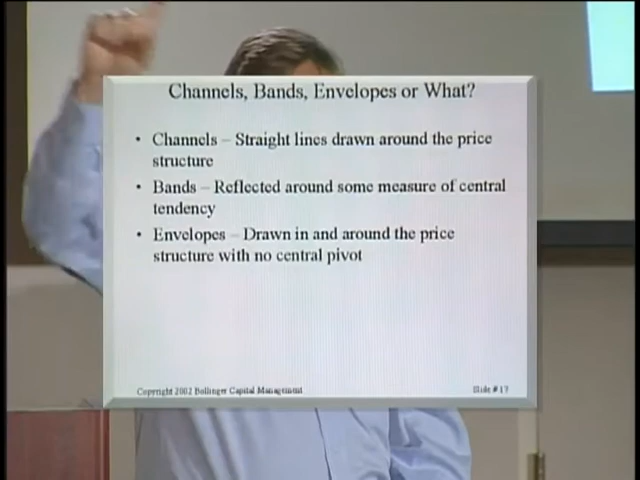 Channels, Bands, Envelopes or What?
• Channels – Straight lines drawn around the price
structure
• Bands – Reflected around some measure of central
tendency
• Envelopes – Drawn in and around the price
structure with no central pivot
Copyright 2002 Bollinger Capital Management
Slide #17